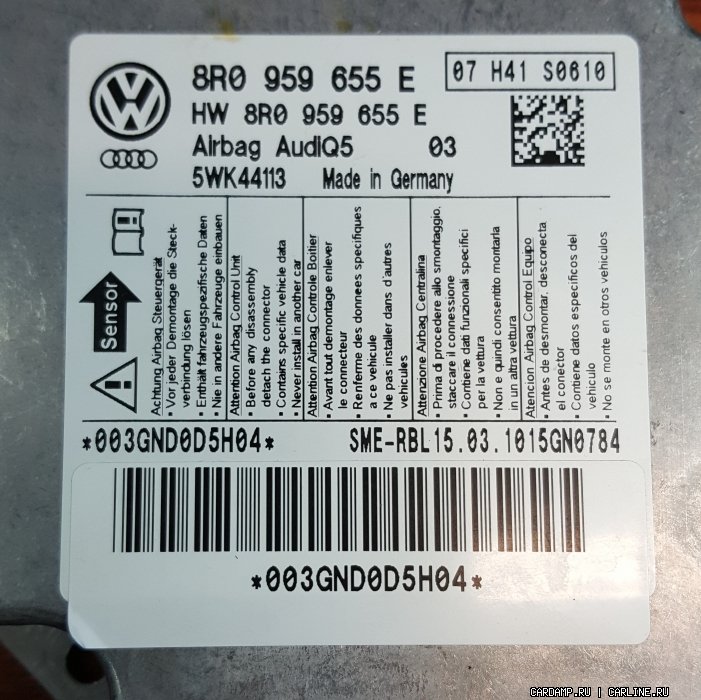 8R0 959 655 E
07 H41 S0610
HW 8R0 959 655 E
Airbag AudiQ5 03
5WK44113 Made in Germany
Sensor
Achtung Airbag Steuergerät
• Vor jeder Demontage die Steck-
verbindung lösen
• Enthält fahrzeugspezifische Daten
• Nie in andere Fahrzeuge einbauen
Attention Airbag Control Unit
• Before any disassembly
detach the connector
• Contains specific vehicle data
• Never install in another car
Attention Airbag Controle Boitier
• Avant tout demontage enlever
le connecteur
• Renferme des données specifiques
a ce vehicule
• Ne pas installer dans d'autres
vehicules
Attenzione Airbag Centralina
• Prima di procedere allo smontaggio,
staccare il connessione
• Contiene dati funzionali specifici
per la vettura
• Non e quindi consentito montarla
in un altra vettura
Atencion Airbag Control Equipo
• Antes de desmontar, desconecta
el conector
• Contiene datos especificos del
vehiculo
• No se monte en otros vehiculos
*003GND0D5H04* SME-RBL15.03.1015GN0784
*003GND0D5H04*
CARDAMP.RU | CARLINE.RU